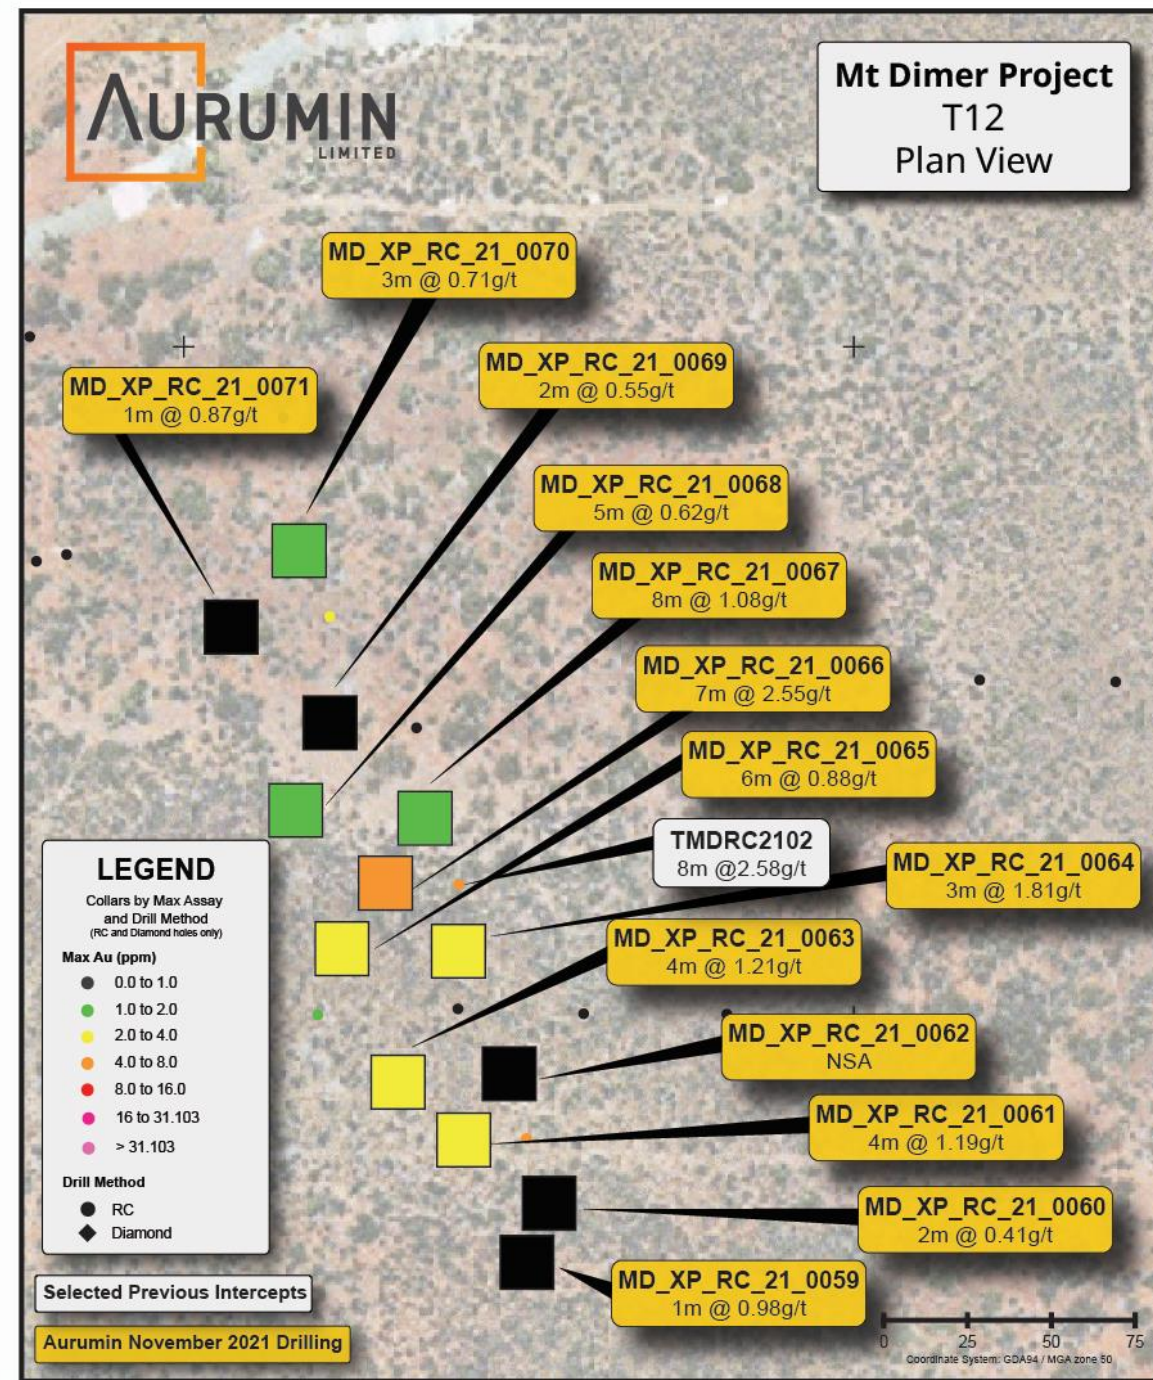 AURUMIN
LIMITED
Mt Dimer Project
T12
Plan View
MD_XP_RC_21_0070
3m @ 0.71g/t
MD_XP_RC_21_0069
2m @ 0.55g/t
MD_XP_RC_21_0071
1m @ 0.87g/t
MD_XP_RC_21_0068
5m @ 0.62g/t
MD_XP_RC_21_0067
8m @ 1.08g/t
MD_XP_RC_21_0066
7m @ 2.55g/t
MD_XP_RC_21_0065
6m @ 0.88g/t
TMDRC2102
8m @2.58g/t
MD_XP_RC_21_0064
3m @ 1.81g/t
MD_XP_RC_21_0063
4m @ 1.21g/t
MD_XP_RC_21_0062
NSA
MD_XP_RC_21_0061
4m @ 1.19g/t
MD_XP_RC_21_0060
2m @ 0.41g/t
MD_XP_RC_21_0059
1m @ 0.98g/t
LEGEND
Collars by Max Assay
and Drill Method
(RC and Diamond holes only)
Max Au (ppm)
0.0 to 1.0
1.0 to 2.0
2.0 to 4.0
4.0 to 8.0
8.0 to 16.0
16 to 31.103
> 31.103
Drill Method
RC
Diamond
Selected Previous Intercepts
Aurumin November 2021 Drilling
0 25 50 75
Coordinate System: GDA94 / MGA zone 50